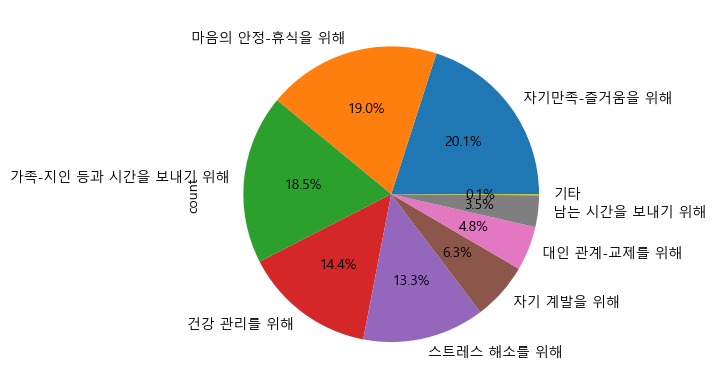 마음의 안정-휴식을 위해
자기만족-즐거움을 위해
19.0%
20.1%
가족-지인 등과 시간을 보내기 위해
18.5%
count
0.1%
기타
3.5%
남는 시간을 보내기 위해
4.8%
대인 관계-교제를 위해
6.3%
14.4%
13.3%
자기 계발을 위해
건강 관리를 위해
스트레스 해소를 위해